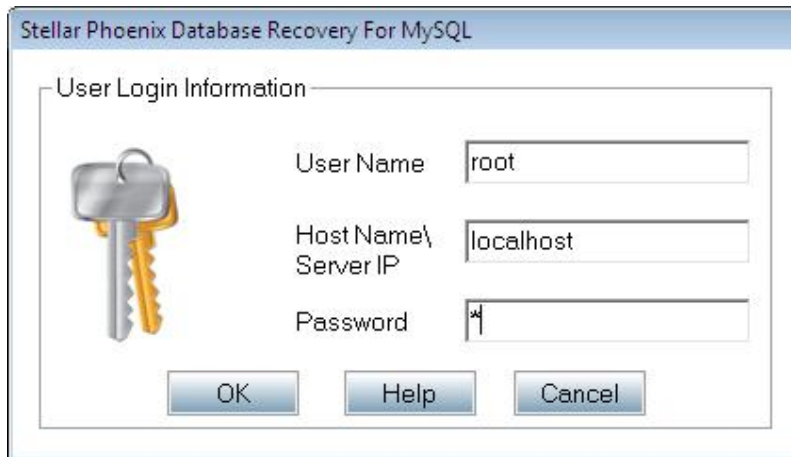 Stellar Phoenix Database Recovery For MySQL
User Login Information
User Name root
Host Name\ localhost
Server IP
Password *
OK Help Cancel